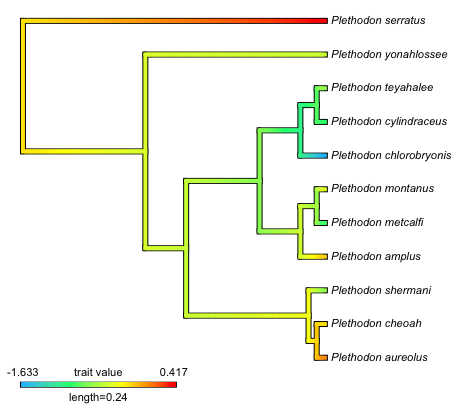 Plethodon serratus
Plethodon yonahlossee
Plethodon teyahalee
Plethodon cylindraceus
Plethodon chlorobryonis
Plethodon montanus
Plethodon metcalfi
Plethodon amplus
Plethodon shermani
Plethodon cheoah
Plethodon aureolus
-1.633 trait value 0.417
length=0.24